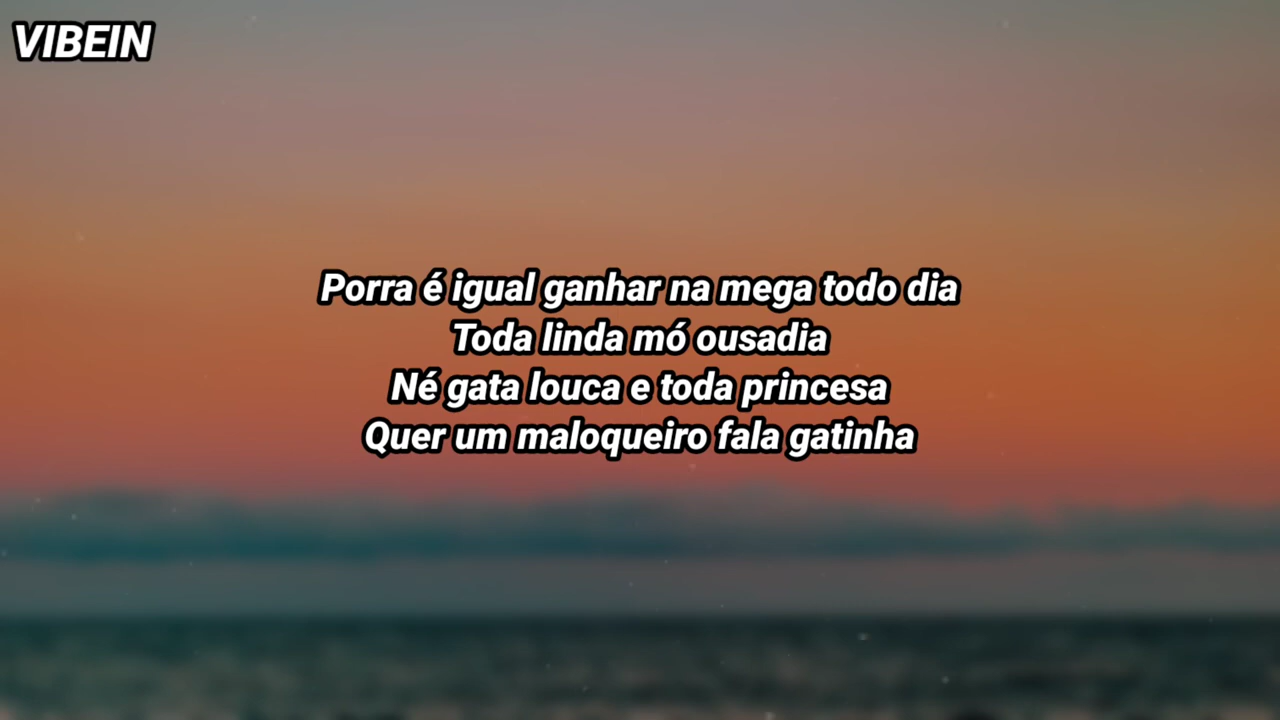 VIBEIN
Porra é igual ganhar na mega todo dia
Toda linda mó ousadia
Né gata louca e toda princesa
Quer um maloqueiro fala gatinha